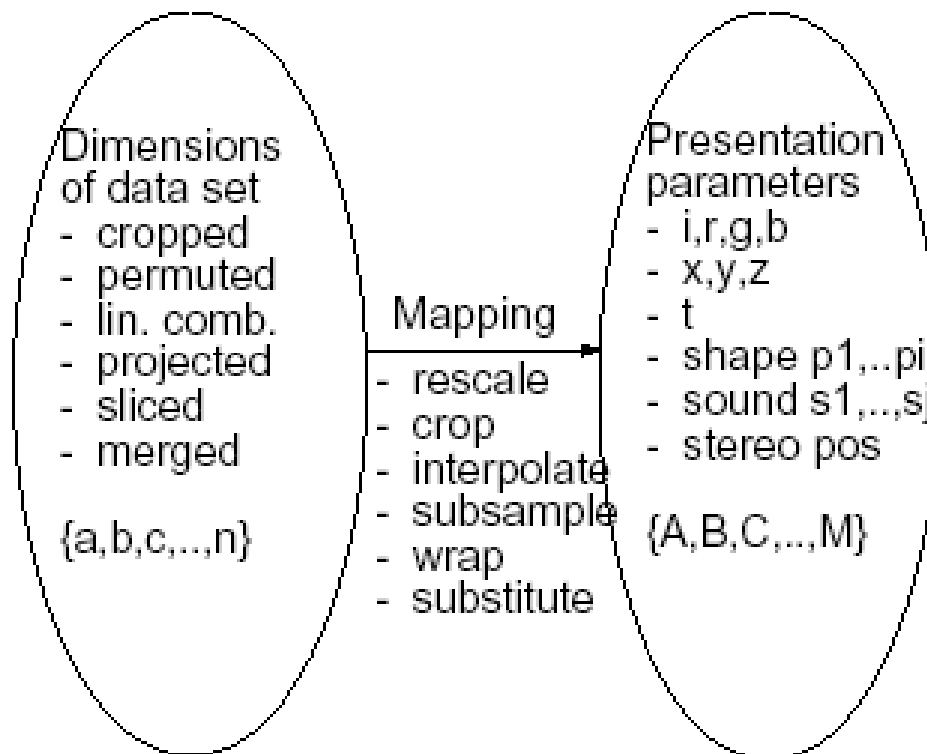 Dimensions
of data set
- cropped
- permuted
- lin. comb.
- projected
- sliced
- merged
{a,b,c,..,n}
Mapping
- rescale
- crop
- interpolate
- subsample
- wrap
- substitute
Presentation
parameters
- i,r,g,b
- x,y,z
- t
- shape p1,..pi
- sound s1,..,sj
- stereo pos
{A,B,C,..,M}